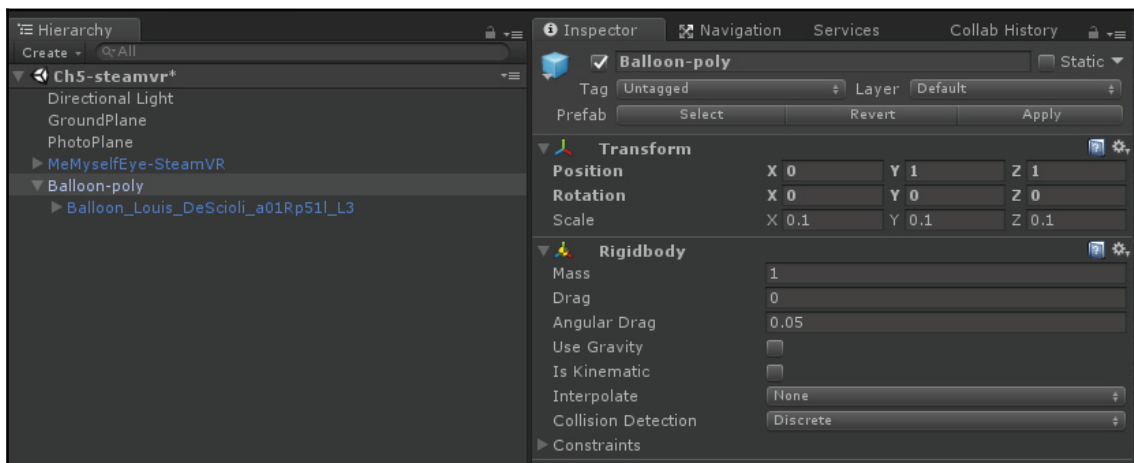 Hierarchy
Create All
Ch5-steamvr*
Directional Light
GroundPlane
PhotoPlane
MeMyselfEye-SteamVR
Balloon-poly
Balloon_Louis_DeScioli_a01Rp51l_L3
Inspector Navigation Services Collab History
Balloon-poly Static
Tag Untagged Layer Default
Prefab Select Revert Apply
Transform
Position X 0 Y 1 Z 1
Rotation X 0 Y 0 Z 0
Scale X 0.1 Y 0.1 Z 0.1
Rigidbody
Mass 1
Drag 0
Angular Drag 0.05
Use Gravity
Is Kinematic
Interpolate None
Collision Detection Discrete
Constraints